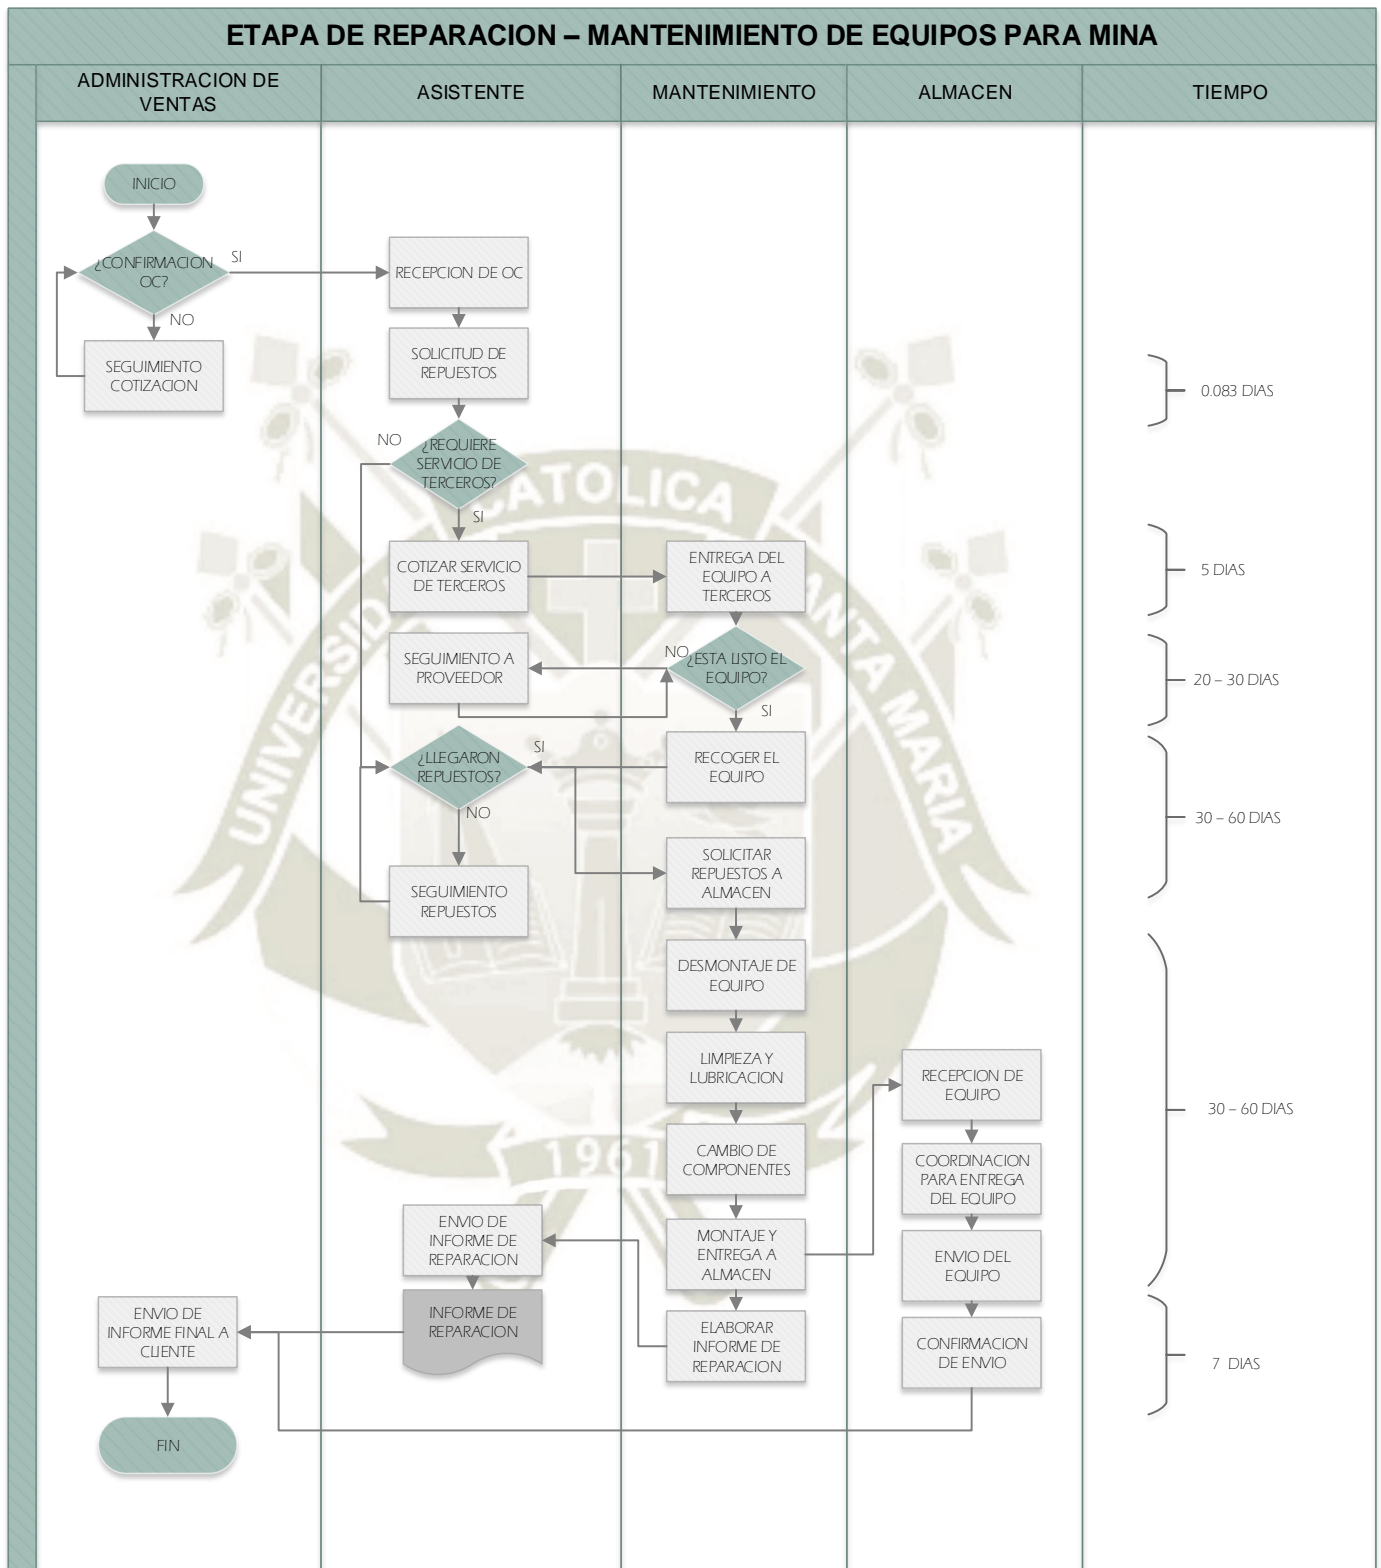 ETAPA DE REPARACION – MANTENIMIENTO DE EQUIPOS PARA MINA
ADMINISTRACION DE
VENTAS
ASISTENTE
MANTENIMIENTO
ALMACEN
TIEMPO
INICIO
¿CONFIRMACION
OC?
SI
NO
SEGUIMIENTO
COTIZACION
RECEPCION DE OC
SOLICITUD DE
REPUESTOS
0.083 DIAS
NO
¿REQUIERE
SERVICIO DE
TERCEROS?
SI
COTIZAR SERVICIO
DE TERCEROS
ENTREGA DEL
EQUIPO A
TERCEROS
5 DIAS
SEGUIMIENTO A
PROVEEDOR
NO
¿ESTA LISTO EL
EQUIPO?
SI
20 – 30 DIAS
¿LLEGARON
REPUESTOS?
SI
NO
RECOGER EL
EQUIPO
30 – 60 DIAS
SEGUIMIENTO
REPUESTOS
SOLICITAR
REPUESTOS A
ALMACEN
DESMONTAJE DE
EQUIPO
LIMPIEZA Y
LUBRICACION
CAMBIO DE
COMPONENTES
RECEPCION DE
EQUIPO
30 – 60 DIAS
COORDINACION
PARA ENTREGA
DEL EQUIPO
ENVIO DE
INFORME DE
REPARACION
MONTAJE Y
ENTREGA A
ALMACEN
ENVIO DEL
EQUIPO
ENVIO DE
INFORME FINAL A
CLIENTE
INFORME DE
REPARACION
ELABORAR
INFORME DE
REPARACION
CONFIRMACION
DE ENVIO
7 DIAS
FIN
CATOLICA
MARIA
1961